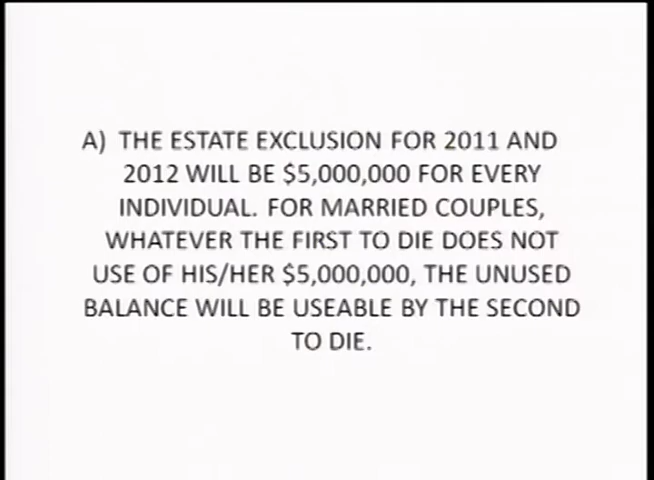 A) THE ESTATE EXCLUSION FOR 2011 AND
2012 WILL BE $5,000,000 FOR EVERY
INDIVIDUAL. FOR MARRIED COUPLES,
WHATEVER THE FIRST TO DIE DOES NOT
USE OF HIS/HER $5,000,000, THE UNUSED
BALANCE WILL BE USEABLE BY THE SECOND
TO DIE.